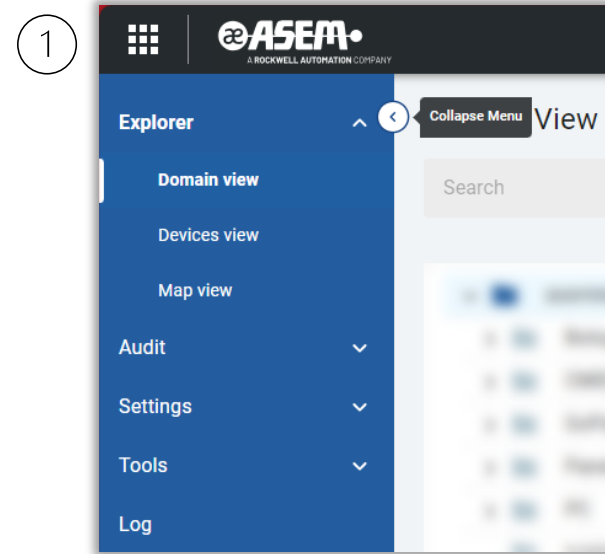 1
æASEM
A ROCKWELL AUTOMATION COMPANY
Explorer
Collapse Menu
View
Domain view
Search
Devices view
Map view
Audit
Settings
Tools
PC
Log